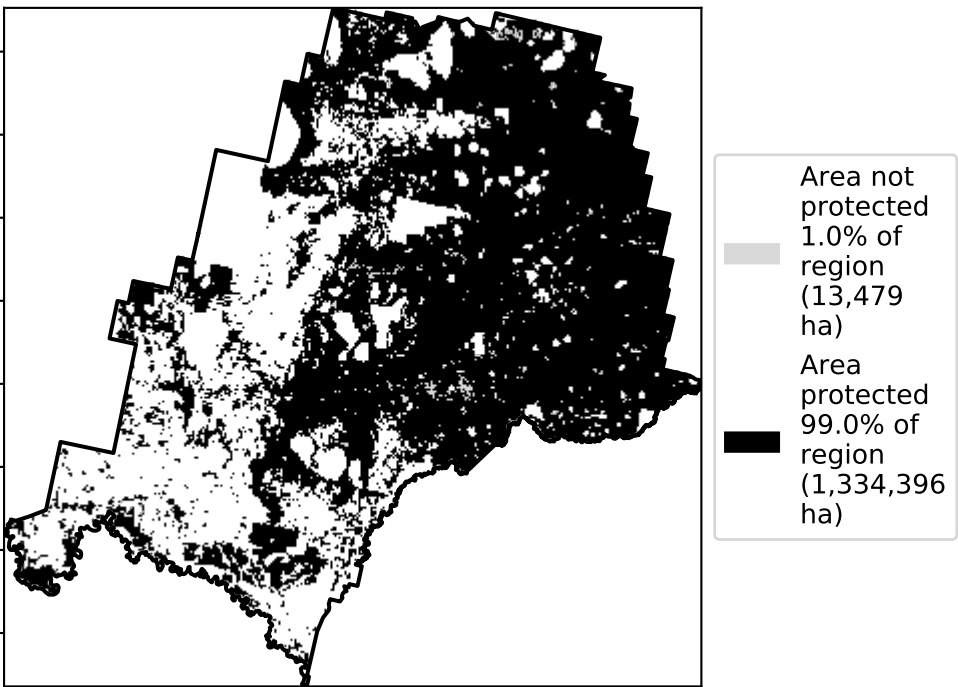 Area not
protected
1.0% of
region
(13,479
ha)
Area
protected
99.0% of
region
(1,334,396
ha)